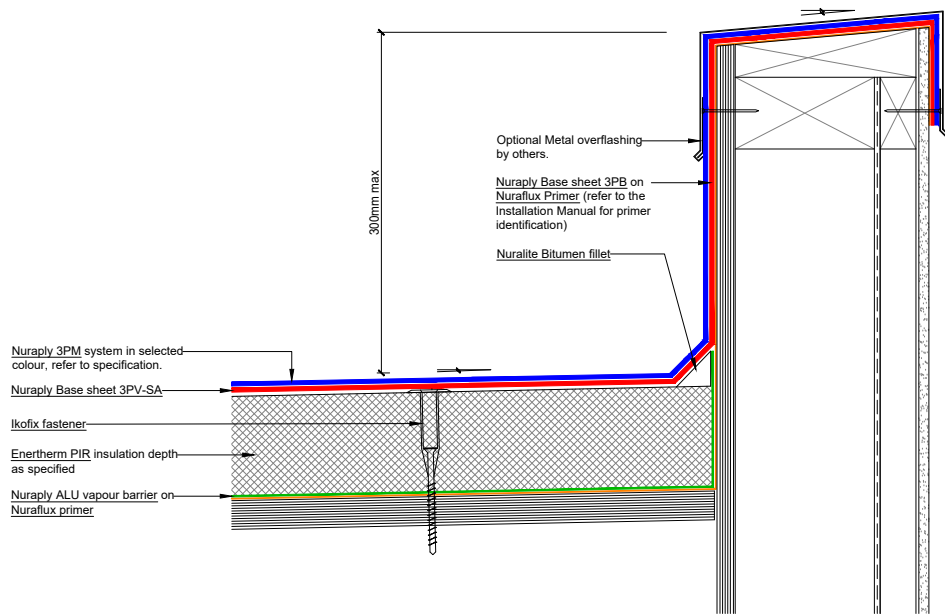 Optional Metal overflashing
by others.
300mm max
Nuraply Base sheet 3PB on
Nuraflux Primer (refer to the
Installation Manual for primer
identification)
Nuralite Bitumen fillet
Nuraply 3PM system in selected
colour, refer to specification.
Nuraply Base sheet 3PV-SA
Ikofix fastener
Enertherm PIR insulation depth
as specified
Nuraply ALU vapour barrier on
Nuraflux primer